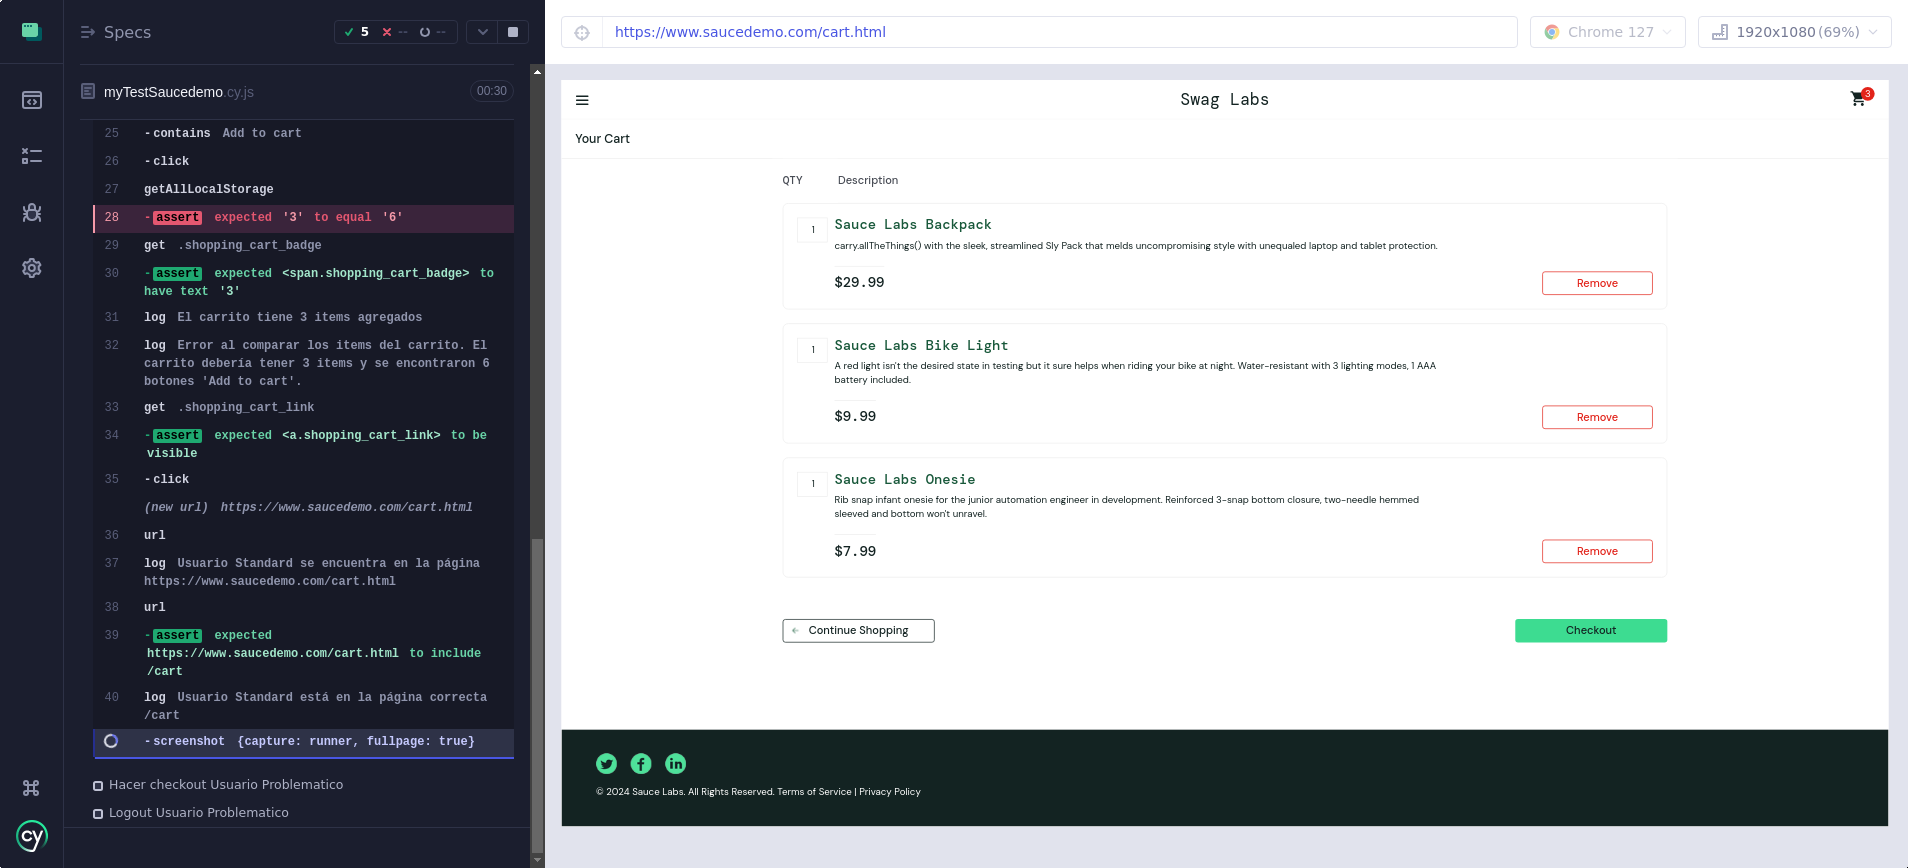 Specs
5
--
--
https://www.saucedemo.com/cart.html
Chrome 127
1920x1080 (69%)
myTestSaucedemo.cy.js
00:30
25 -contains Add to cart
26 -click
27 getAllLocalStorage
28 -assert expected '3' to equal '6'
29 get .shopping_cart_badge
30 -assert expected <span.shopping_cart_badge> to
have text '3'
31 log El carrito tiene 3 items agregados
32 log Error al comparar los items del carrito. El
carrito debería tener 3 items y se encontraron 6
botones 'Add to cart'.
33 get .shopping_cart_link
34 -assert expected <a.shopping_cart_link> to be
visible
35 -click
(new url) https://www.saucedemo.com/cart.html
36 url
37 log Usuario Standard se encuentra en la página
https://www.saucedemo.com/cart.html
38 url
39 -assert expected
https://www.saucedemo.com/cart.html to include
/cart
40 log Usuario Standard está en la página correcta
/cart
-screenshot {capture: runner, fullpage: true}
Hacer checkout Usuario Problematico
Logout Usuario Problematico
cy
Swag Labs
3
Your Cart
QTY Description
1
Sauce Labs Backpack
carry.allTheThings() with the sleek, streamlined Sly Pack that melds uncompromising style with unequaled laptop and tablet protection.
$29.99
Remove
1
Sauce Labs Bike Light
A red light isn't the desired state in testing but it sure helps when riding your bike at night. Water-resistant with 3 lighting modes, 1 AAA
battery included.
$9.99
Remove
1
Sauce Labs Onesie
Rib snap infant onesie for the junior automation engineer in development. Reinforced 3-snap bottom closure, two-needle hemmed
sleeved and bottom won't unravel.
$7.99
Remove
Continue Shopping
Checkout
© 2024 Sauce Labs. All Rights Reserved. Terms of Service | Privacy Policy